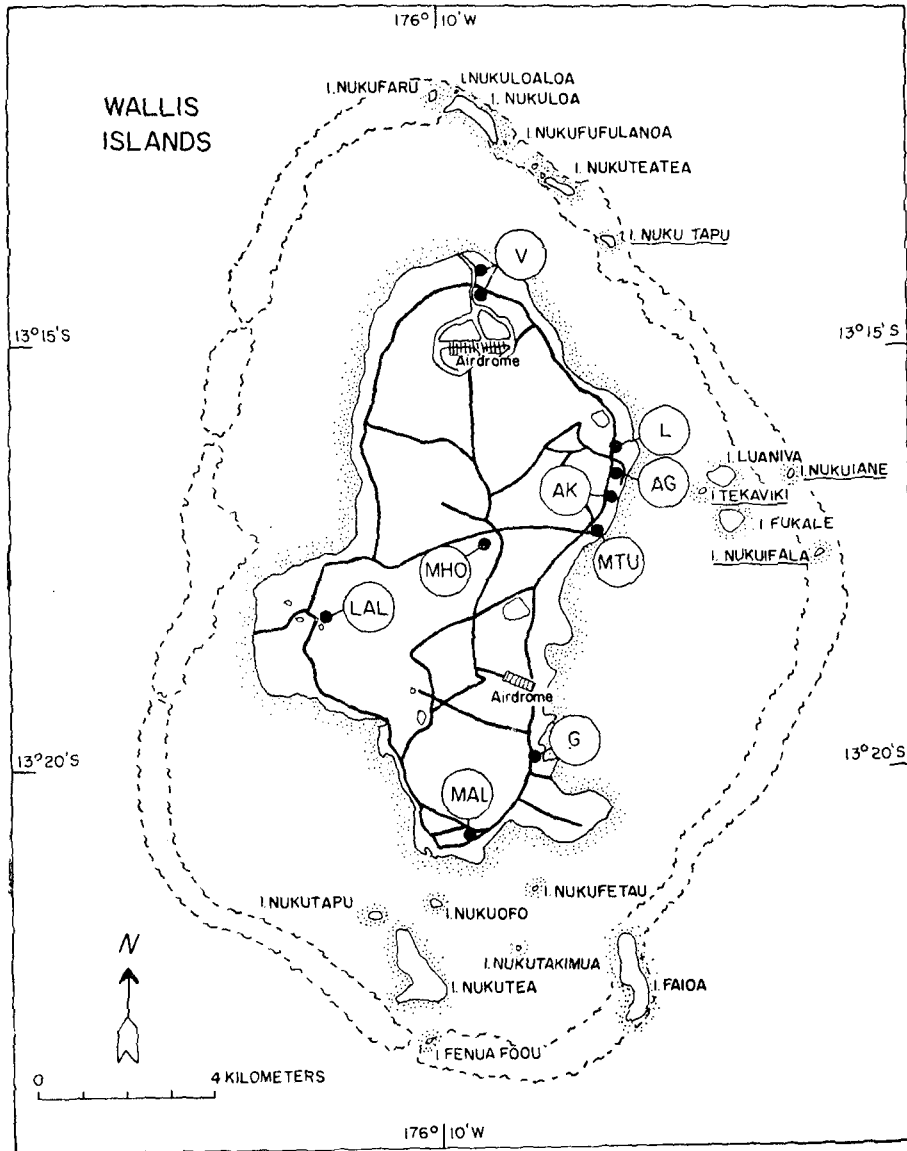 176° 10'W
WALLIS
ISLANDS
I.NUKUFARU
I.NUKULOALOA
I. NUKULOA
I.NUKUFUFULANOA
I.NUKUTEATEA
I. NUKU TAPU
V
13°15'S
13°15'S
Airdrome
L
I. LUANIVA
I.NUKUIANE
AK
AG
I TEKAVIKI
I FUKALE
I. NUKUIFALA
MHO
MTU
LAL
Airdrome
G
13°20'S
13°20'S
MAL
I.NUKUFETAU
I.NUKUTAPU
I.NUKUOFO
I.NUKUTAKIMUA
I.NUKUTEA
I.FAIOA
I FENUA FOOU
N
0 4 KILOMETERS
176° 10'W